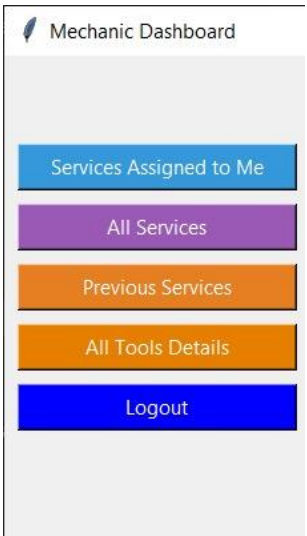 Mechanic Dashboard
Services Assigned to Me
All Services
Previous Services
All Tools Details
Logout